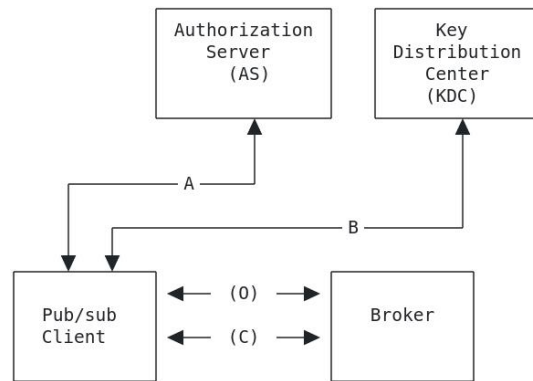 Authorization
Server
(AS)
Key
Distribution
Center
(KDC)
A
B
Pub/sub
Client
(O)
(C)
Broker